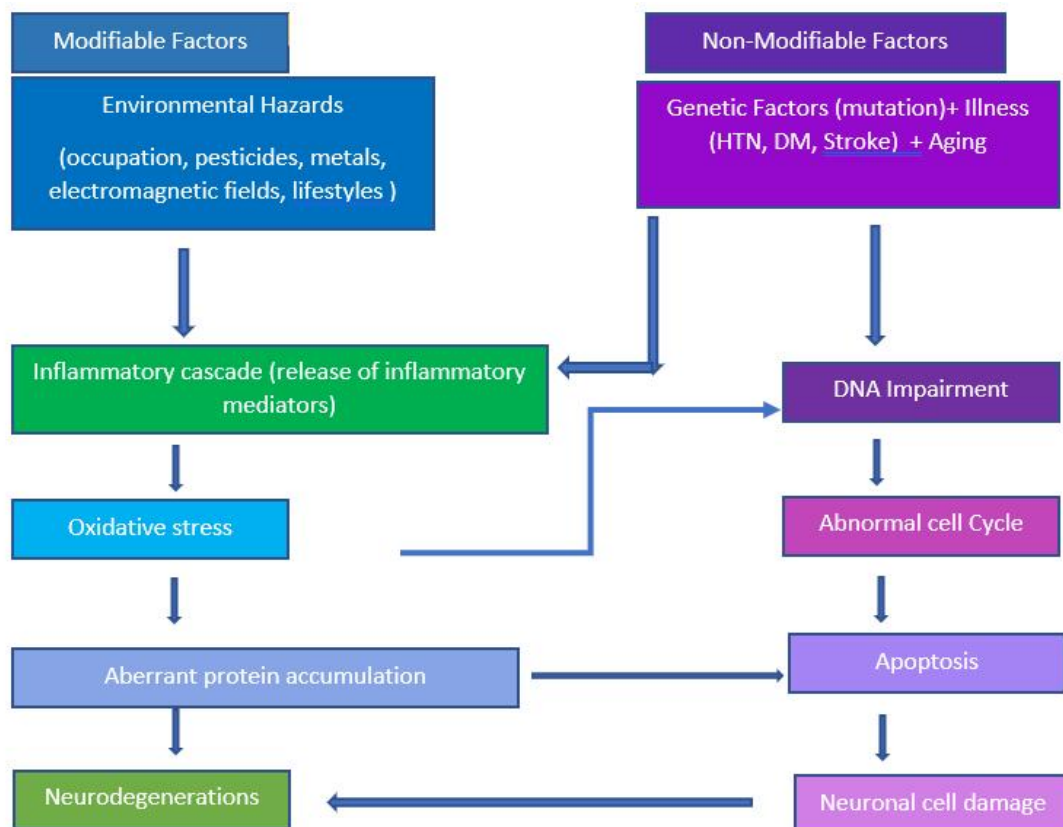 Modifiable Factors
Non-Modifiable Factors
Environmental Hazards
(occupation, pesticides, metals,
electromagnetic fields, lifestyles )
Genetic Factors (mutation)+ Illness
(HTN, DM, Stroke)  + Aging
Inflammatory cascade (release of inflammatory
mediators)
DNA Impairment
Oxidative stress
Abnormal cell Cycle
Aberrant protein accumulation
Apoptosis
Neurodegenerations
Neuronal cell damage